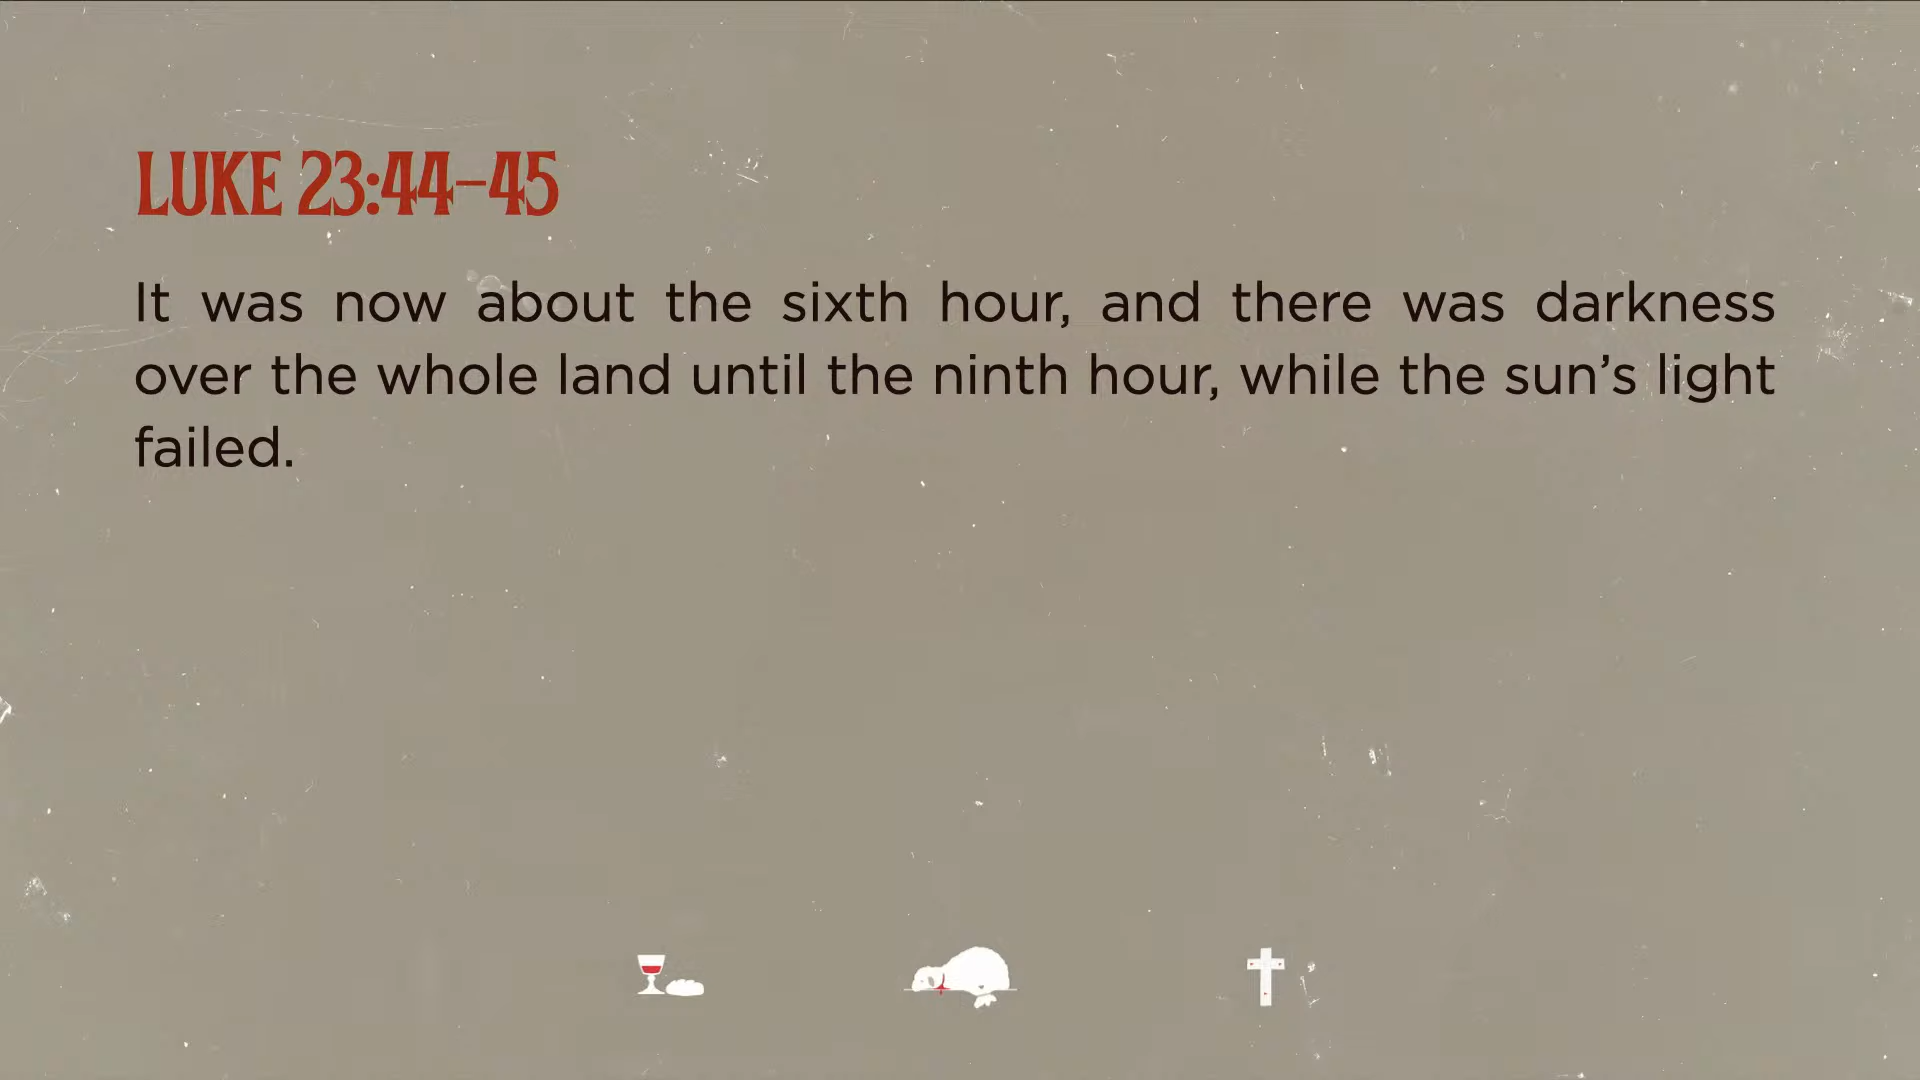 LUKE 23:44–45
It was now about the sixth hour, and there was darkness
over the whole land until the ninth hour, while the sun’s light
failed.